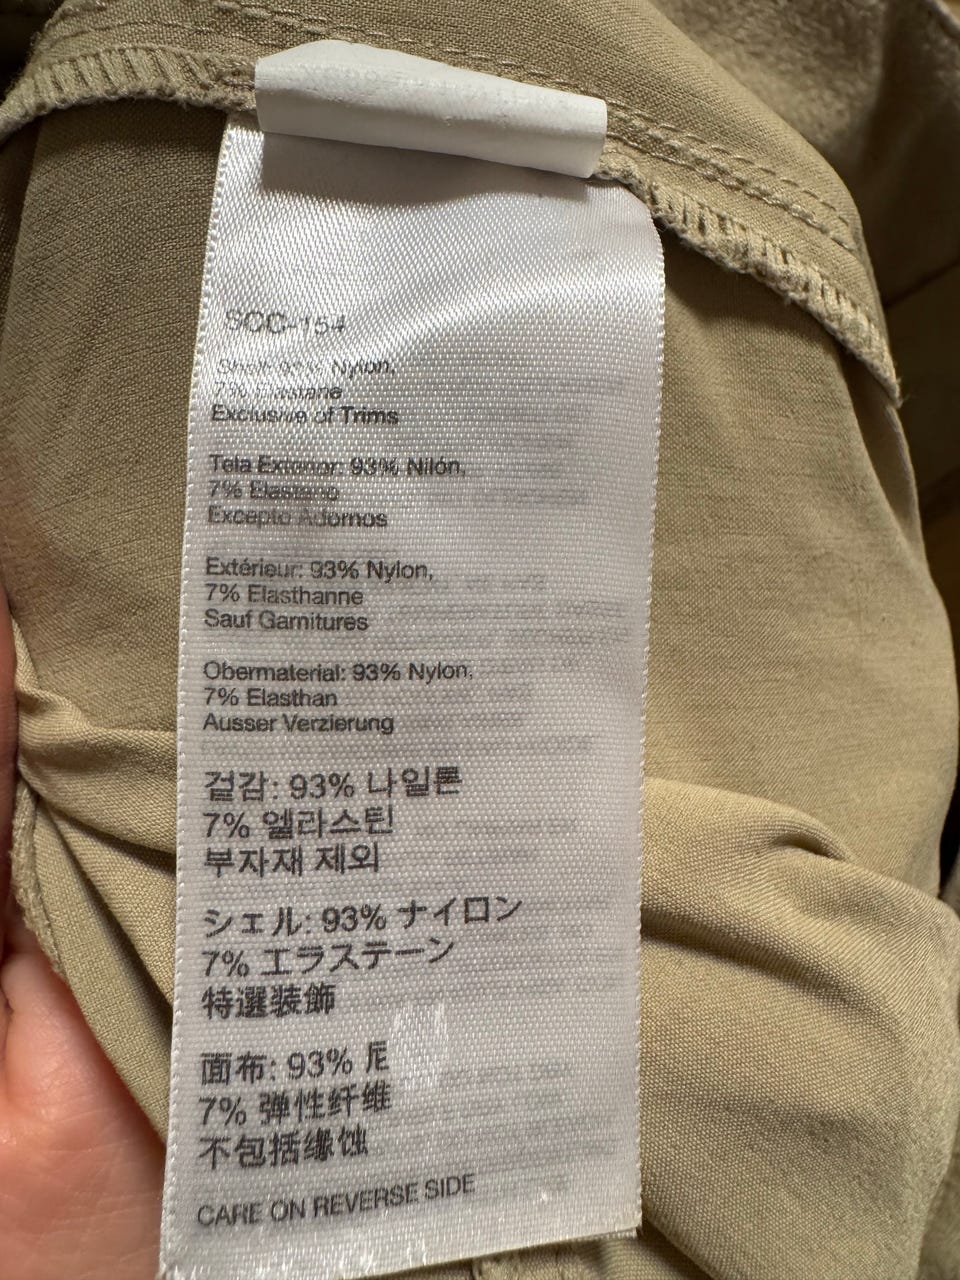 SCC-154
Shell: 93% Nylon,
7% Elastane
Exclusive of Trims
Tela Exterior: 93% Nilón,
7% Elastano
Excepto Adornos
Extérieur: 93% Nylon,
7% Elasthanne
Sauf Garnitures
Obermaterial: 93% Nylon,
7% Elasthan
Ausser Verzierung
겉감: 93% 나일론
7% 엘라스틴
부자재 제외
シェル: 93% ナイロン
7% エラステーン
特選装飾
面布: 93% 尼
7% 弹性纤维
不包括缘蚀
CARE ON REVERSE SIDE